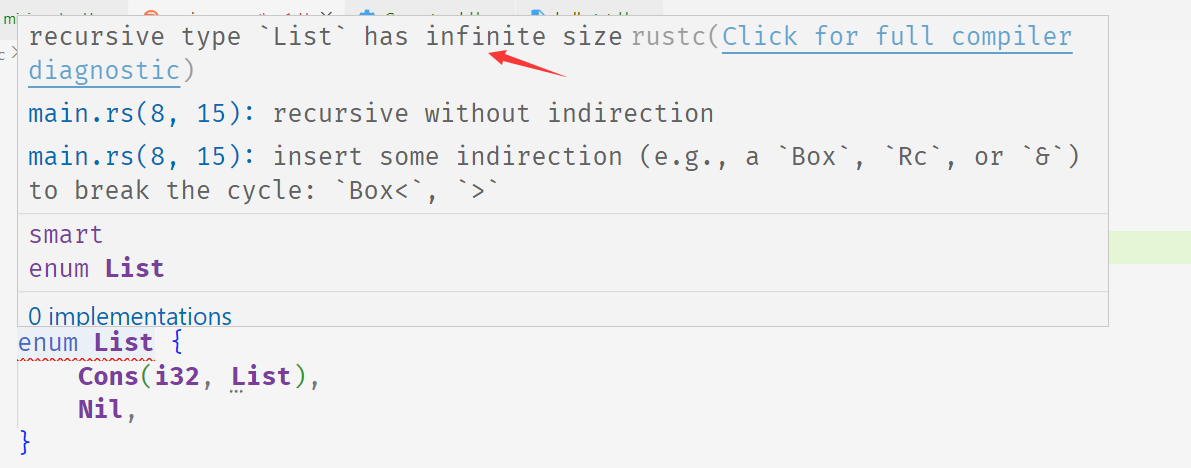 recursive type `List` has infinite size rustc(Click for full compiler
diagnostic)
main.rs(8, 15): recursive without indirection
main.rs(8, 15): insert some indirection (e.g., a `Box`, `Rc`, or `&`)
to break the cycle: `Box<`, `>`
smart
enum List
0 implementations
enum List {
    Cons(i32, List),
    Nil,
}